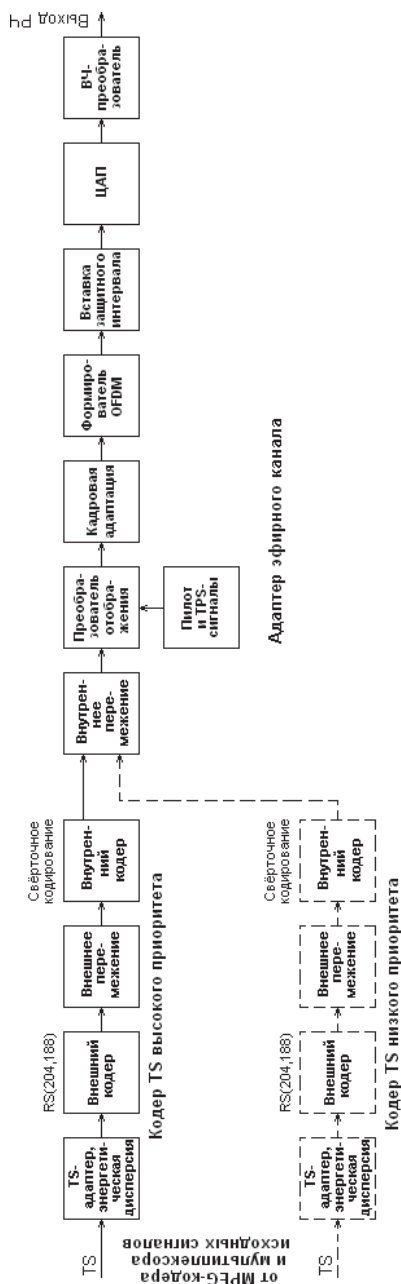 от MPEG-кодера
и мультиплексора
исходных сигналов
TS
TS-
адаптер,
энергети-
ческая
дисперсия
RS(204,188)
Внешний
кодер
Внешнее
пере-
межение
Свёрточное
кодирование
Внутрен-
ний
кодер
Кодер TS высокого приоритета
TS
TS-
адаптер,
энергети-
ческая
дисперсия
RS(204,188)
Внешний
кодер
Внешнее
пере-
межение
Свёрточное
кодирование
Внутрен-
ний
кодер
Кодер TS низкого приоритета
Внутрен-
нее
пере-
межение
Преобра-
зователь
отобра-
жения
Пилот
и TPS-
сигналы
Кадровая
адаптация
Формиро-
ватель
OFDM
Вставка
защитного
интервала
ЦАП
ВЧ-
преобра-
зователь
Выход РЧ
Адаптер эфирного канала